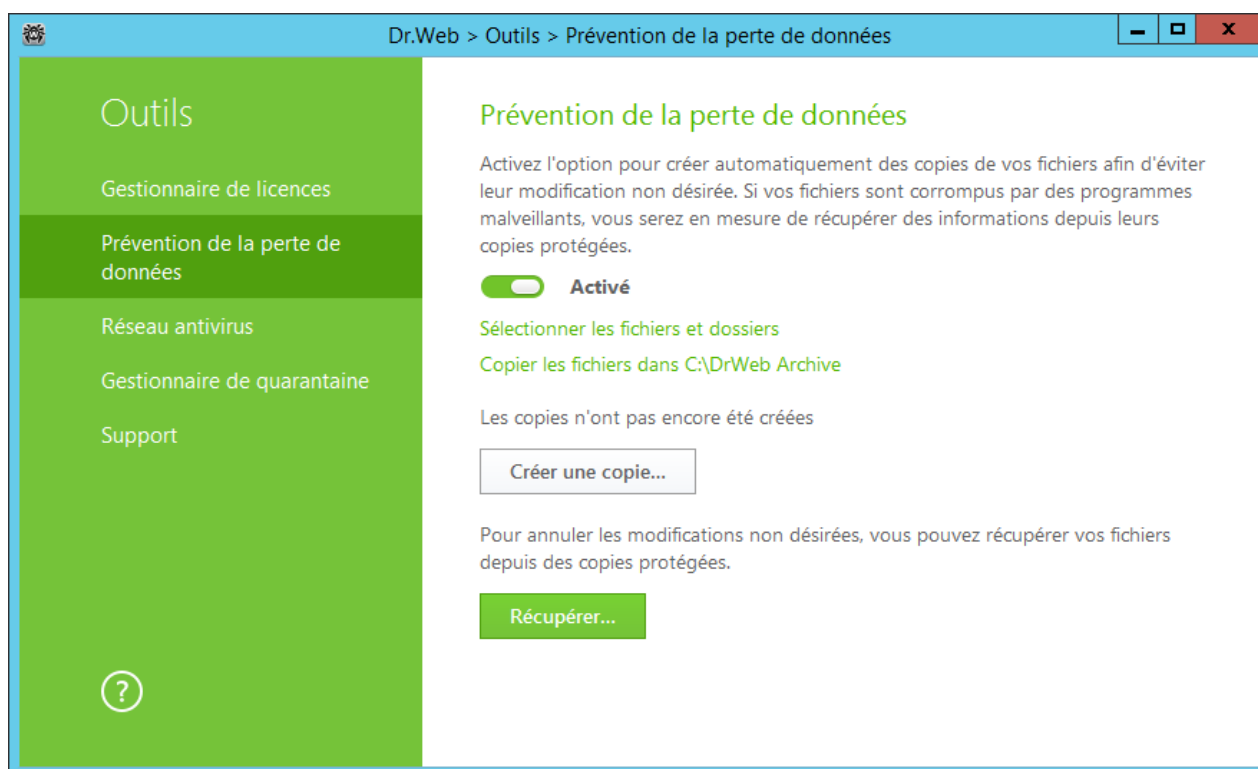 Dr.Web > Outils > Prévention de la perte de données
Outils
Gestionnaire de licences
Prévention de la perte de
données
Réseau antivirus
Gestionnaire de quarantaine
Support
?
Prévention de la perte de données
Activez l'option pour créer automatiquement des copies de vos fichiers afin d'éviter
leur modification non désirée. Si vos fichiers sont corrompus par des programmes
malveillants, vous serez en mesure de récupérer des informations depuis leurs
copies protégées.
Activé
Sélectionner les fichiers et dossiers
Copier les fichiers dans C:\DrWeb Archive
Les copies n'ont pas encore été créées
Créer une copie...
Pour annuler les modifications non désirées, vous pouvez récupérer vos fichiers
depuis des copies protégées.
Récupérer...